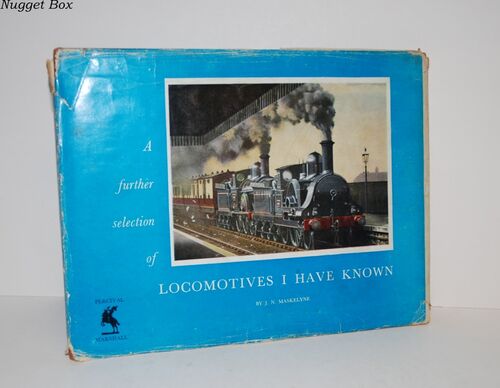 Nugget Box
A
further
selection
of
LOCOMOTIVES I HAVE KNOWN
BY J. N. MASKELYNE
PERCIVAL
MARSHALL